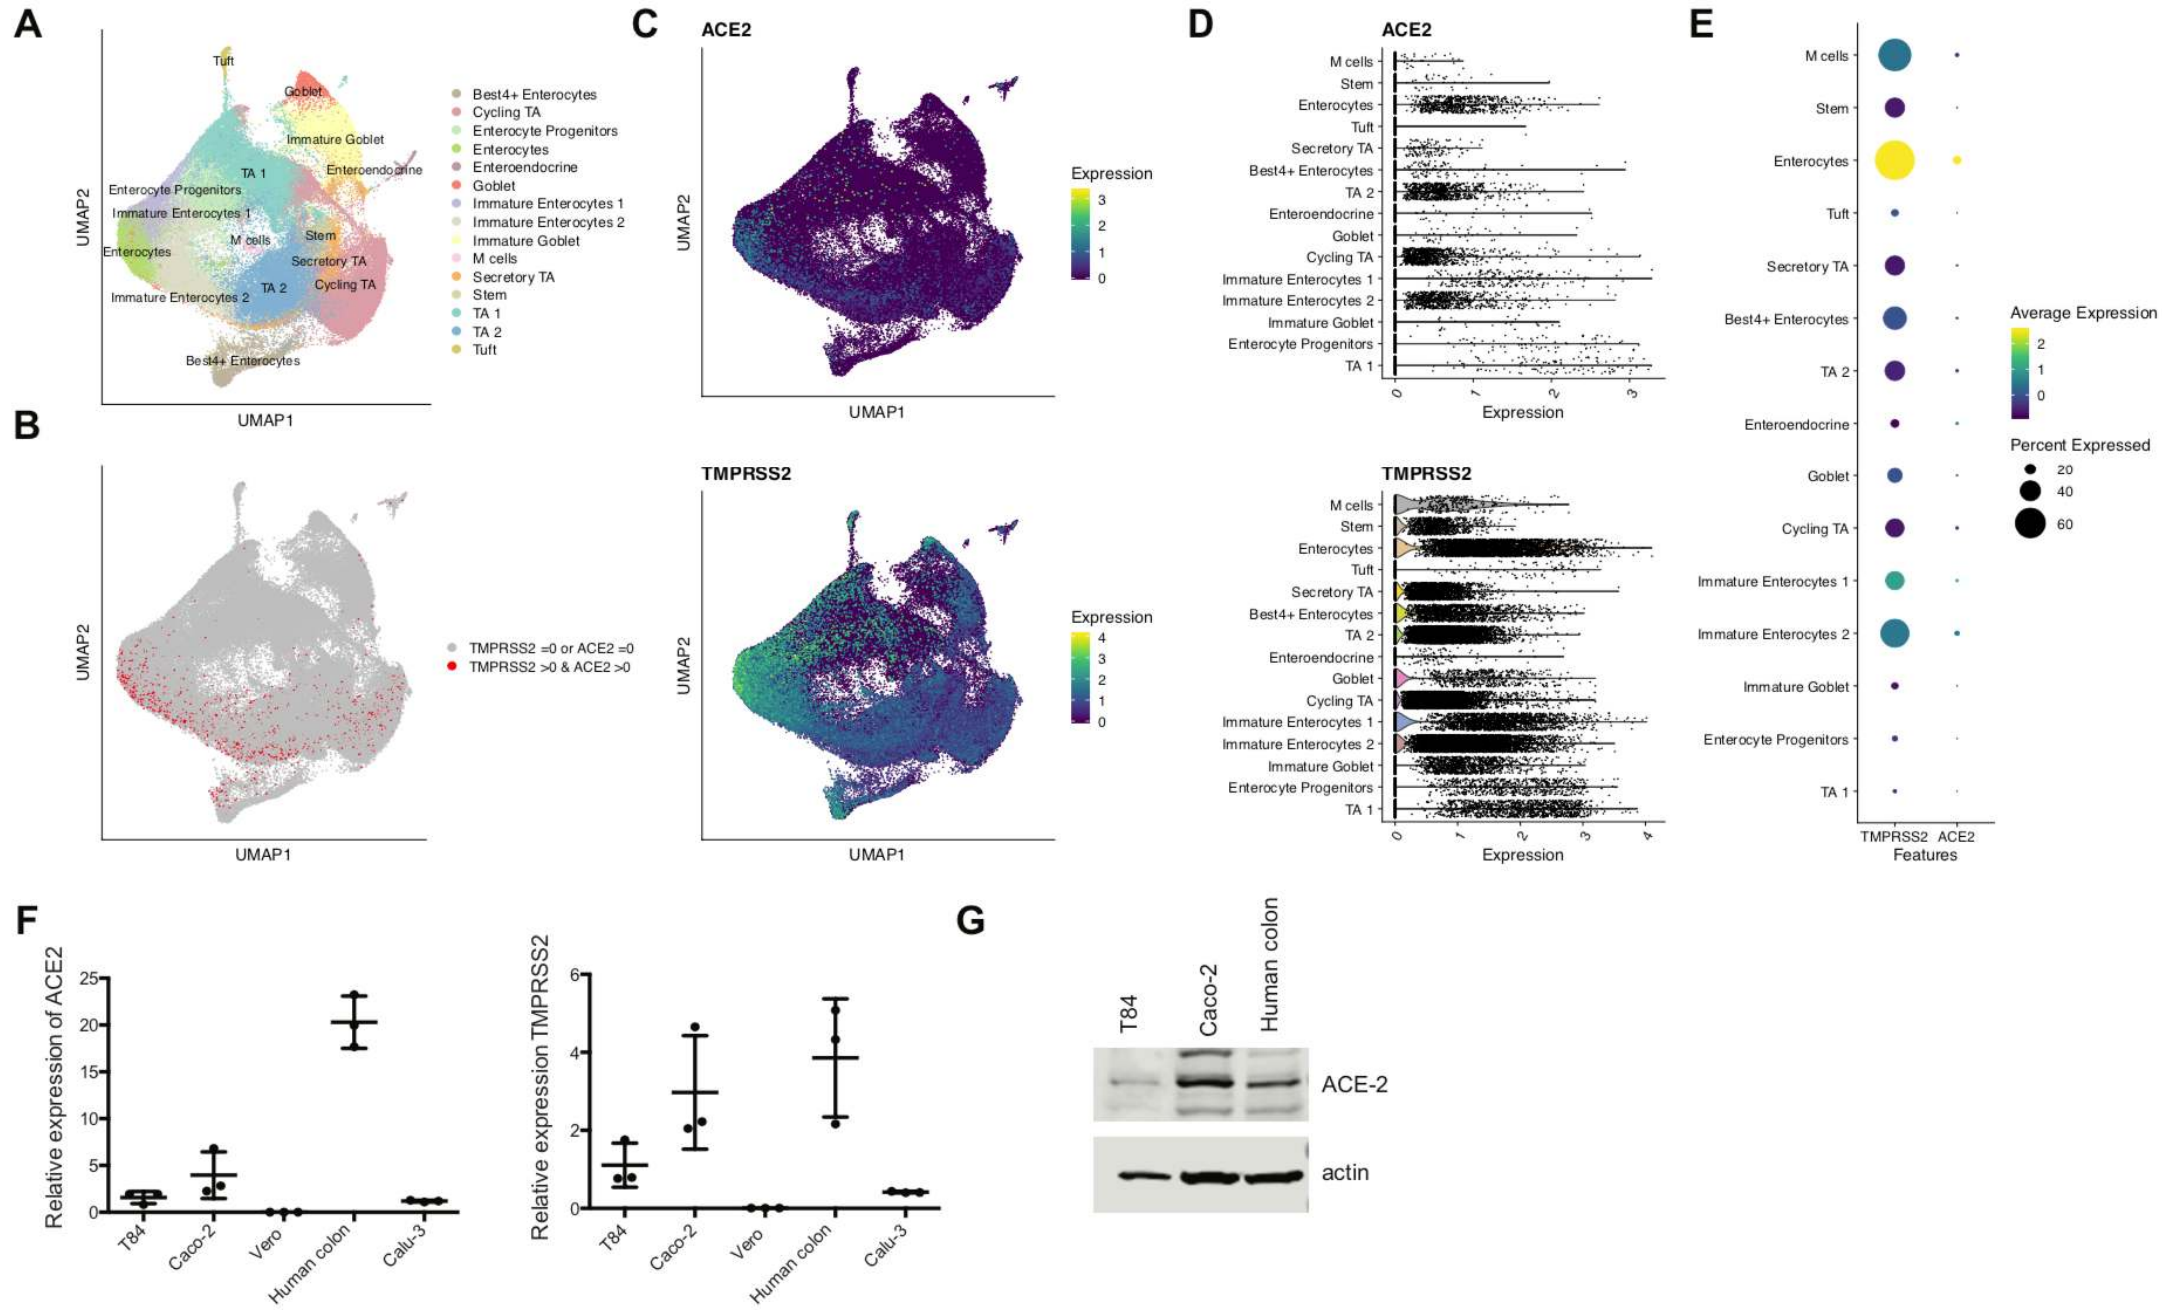 A
Tuft
Goblet
Immature Goblet
Enteroendocrine
TA 1
Enterocyte Progenitors
Immature Enterocytes 1
M cells
Stem
Enterocytes
Secretory TA
Cycling TA
TA 2
Immature Enterocytes 2
Best4+ Enterocytes
UMAP2
UMAP1
Best4+ Enterocytes
Cycling TA
Enterocyte Progenitors
Enterocytes
Enteroendocrine
Goblet
Immature Enterocytes 1
Immature Enterocytes 2
Immature Goblet
M cells
Secretory TA
Stem
TA 1
TA 2
Tuft
B
UMAP2
UMAP1
TMPRSS2 =0 or ACE2 =0
TMPRSS2 >0 & ACE2 >0
C
ACE2
UMAP2
UMAP1
Expression
3
2
1
0
TMPRSS2
UMAP2
UMAP1
Expression
4
3
2
1
0
D
ACE2
M cells
Stem
Enterocytes
Tuft
Secretory TA
Best4+ Enterocytes
TA 2
Enteroendocrine
Goblet
Cycling TA
Immature Enterocytes 1
Immature Enterocytes 2
Immature Goblet
Enterocyte Progenitors
TA 1
0 1 2 3
Expression
TMPRSS2
M cells
Stem
Enterocytes
Tuft
Secretory TA
Best4+ Enterocytes
TA 2
Enteroendocrine
Goblet
Cycling TA
Immature Enterocytes 1
Immature Enterocytes 2
Immature Goblet
Enterocyte Progenitors
TA 1
0 1 2 3 4
Expression
E
M cells
Stem
Enterocytes
Tuft
Secretory TA
Best4+ Enterocytes
TA 2
Enteroendocrine
Goblet
Cycling TA
Immature Enterocytes 1
Immature Enterocytes 2
Immature Goblet
Enterocyte Progenitors
TA 1
TMPRSS2 ACE2
Features
Average Expression
2
1
0
Percent Expressed
20
40
60
F
Relative expression of ACE2
25
20
15
10
5
0
T84
Caco-2
Vero
Human colon
Calu-3
Relative expression TMPRSS2
6
4
2
0
T84
Caco-2
Vero
Human colon
Calu-3
G
T84
Caco-2
Human colon
ACE-2
actin